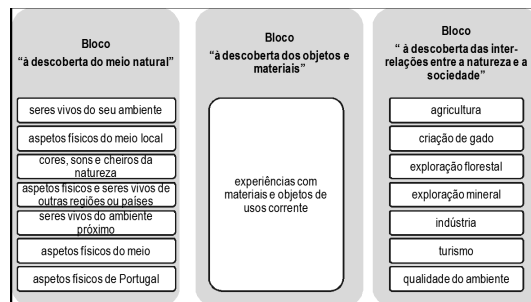 Bloco
“à descoberta do meio natural”
seres vivos do seu ambiente
aspetos físicos do meio local
cores, sons e cheiros da
natureza
aspetos físicos e seres vivos de
outras regiões ou países
seres vivos do ambiente
próximo
aspetos físicos do meio
aspetos físicos de Portugal
Bloco
“à descoberta dos objetos e
materiais”
experiências com
materiais e objetos de
usos corrente
Bloco
“ à descoberta das inter-
relações entre a natureza e a
sociedade”
agricultura
criação de gado
exploração florestal
exploração mineral
indústria
turismo
qualidade do ambiente